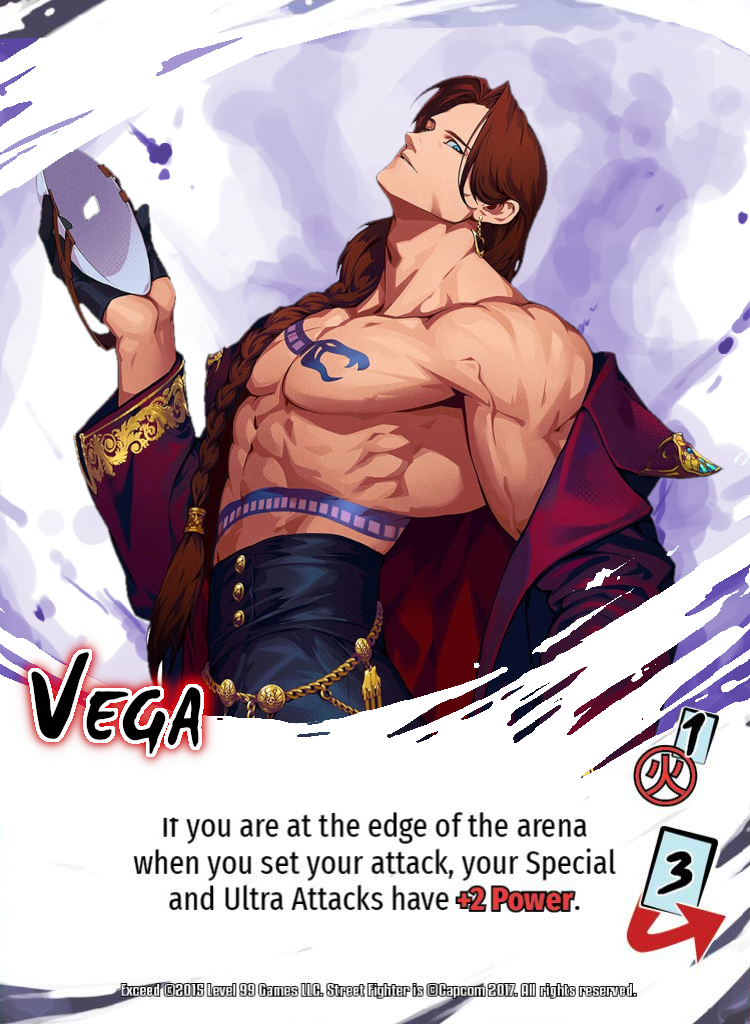 VEGA
1
火
If you are at the edge of the arena
when you set your attack, your Special
and Ultra Attacks have +2 Power.
3
Exceed ©2015 Level 99 Games LLC. Street Fighter is ©Capcom 2017. All rights reserved.